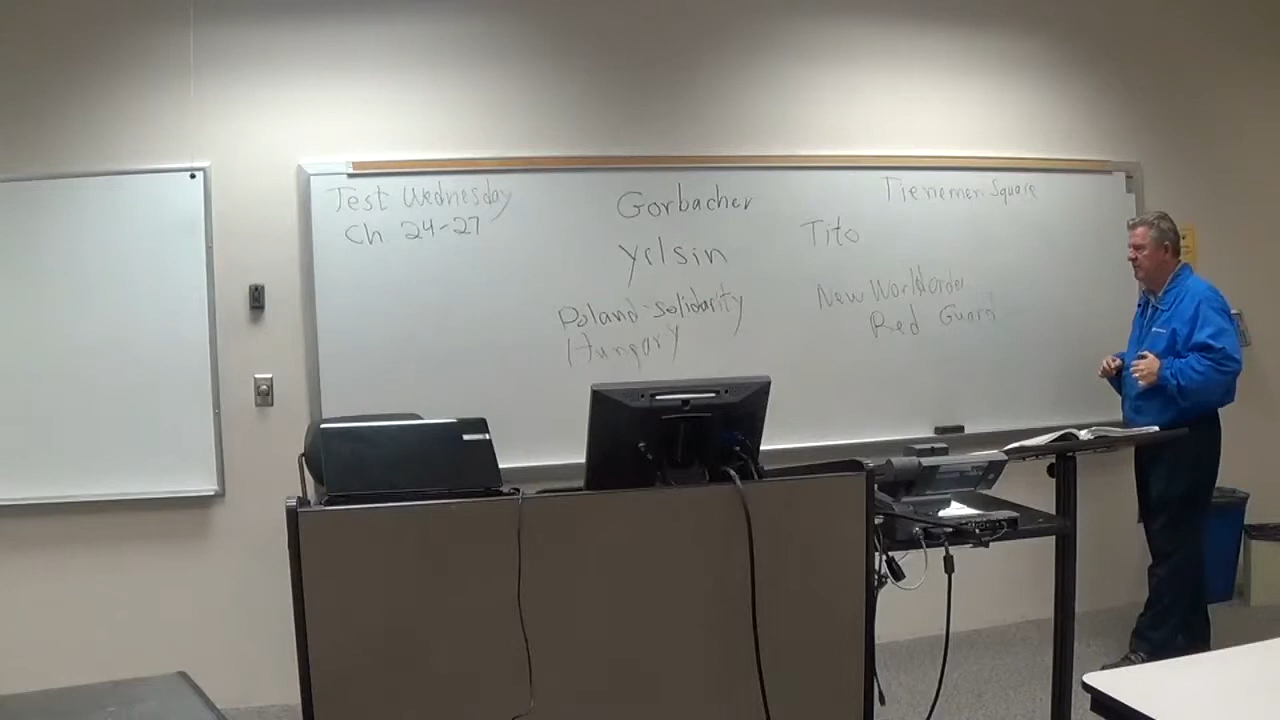 Test Wednesday
Ch 24-27
Gorbachev
Yelsin
Poland-Solidarity
Hungary
Tienemen Square
Tito
New World order
Red Guard